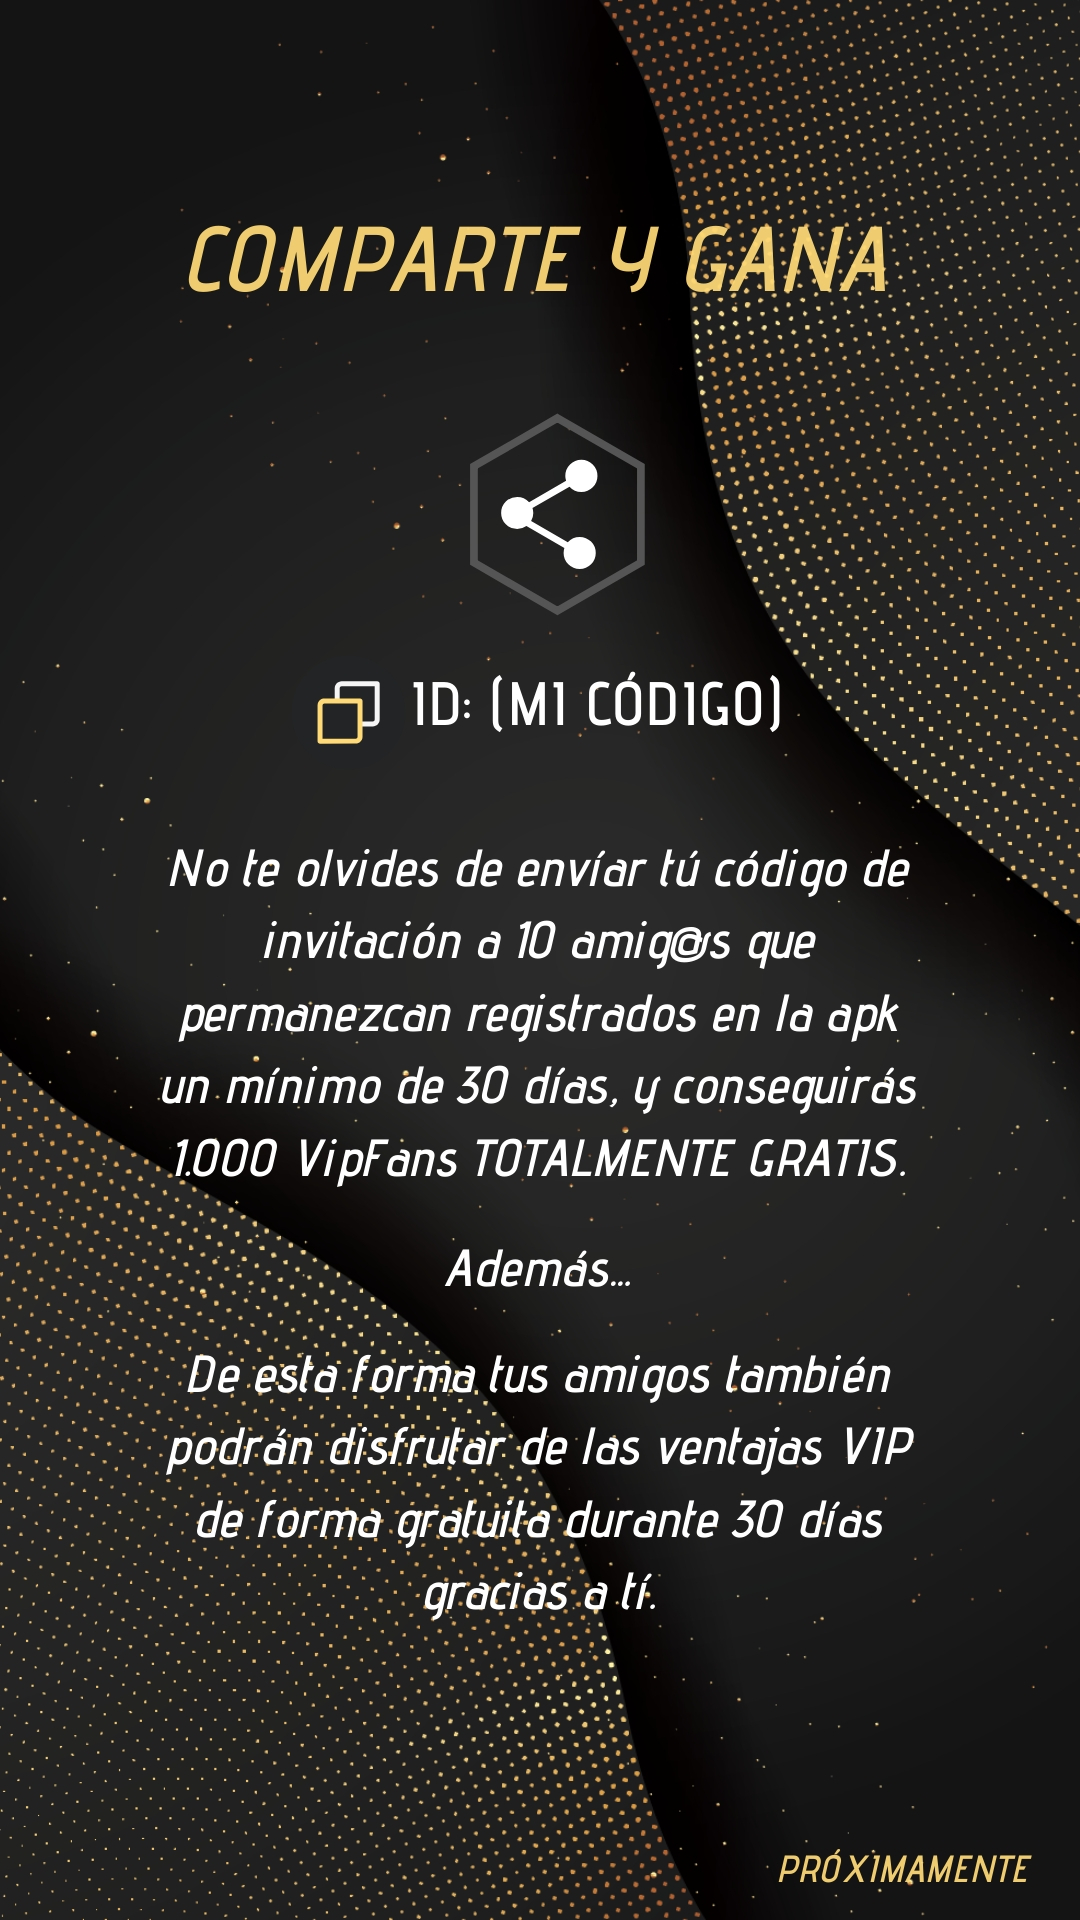 COMPARTE Y GANA
ID: (MI CÓDIGO)
No te olvides de envíar tú código de
invitación a 10 amig@s que
permanezcan registrados en la apk
un mínimo de 30 días, y conseguirás
1.000 VipFans TOTALMENTE GRATIS.
Además...
De esta forma tus amigos también
podrán disfrutar de las ventajas VIP
de forma gratuita durante 30 días
gracias a tí.
PRÓXIMAMENTE